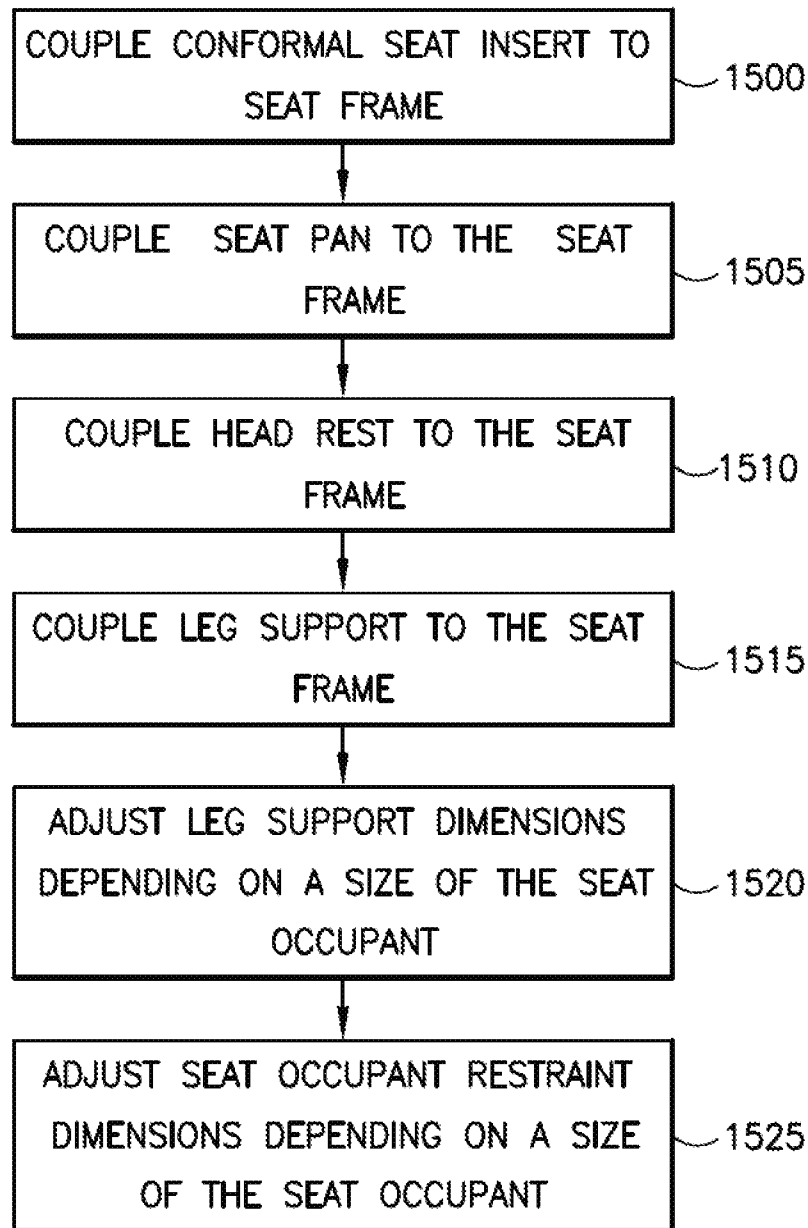 COUPLE CONFORMAL SEAT INSERT TO
SEAT FRAME
1500
COUPLE SEAT PAN TO THE SEAT
FRAME
1505
COUPLE HEAD REST TO THE SEAT
FRAME
1510
COUPLE LEG SUPPORT TO THE SEAT
FRAME
1515
ADJUST LEG SUPPORT DIMENSIONS
DEPENDING ON A SIZE OF THE SEAT
OCCUPANT
1520
ADJUST SEAT OCCUPANT RESTRAINT
DIMENSIONS DEPENDING ON A SIZE
OF THE SEAT OCCUPANT
1525